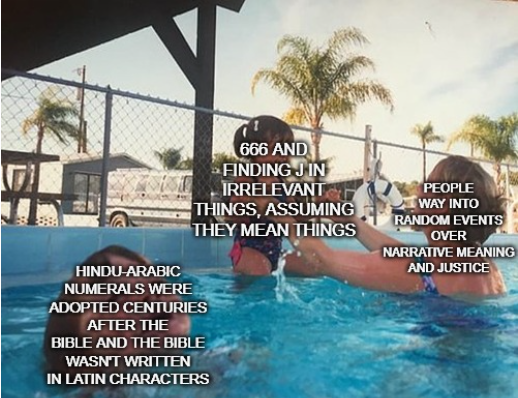 666 AND
FINDING J IN
IRRELEVANT
THINGS, ASSUMING
THEY MEAN THINGS
PEOPLE
WAY INTO
RANDOM EVENTS
OVER
NARRATIVE MEANING
AND JUSTICE
HINDU-ARABIC
NUMERALS WERE
ADOPTED CENTURIES
AFTER THE
BIBLE AND THE BIBLE
WASN'T WRITTEN
IN LATIN CHARACTERS